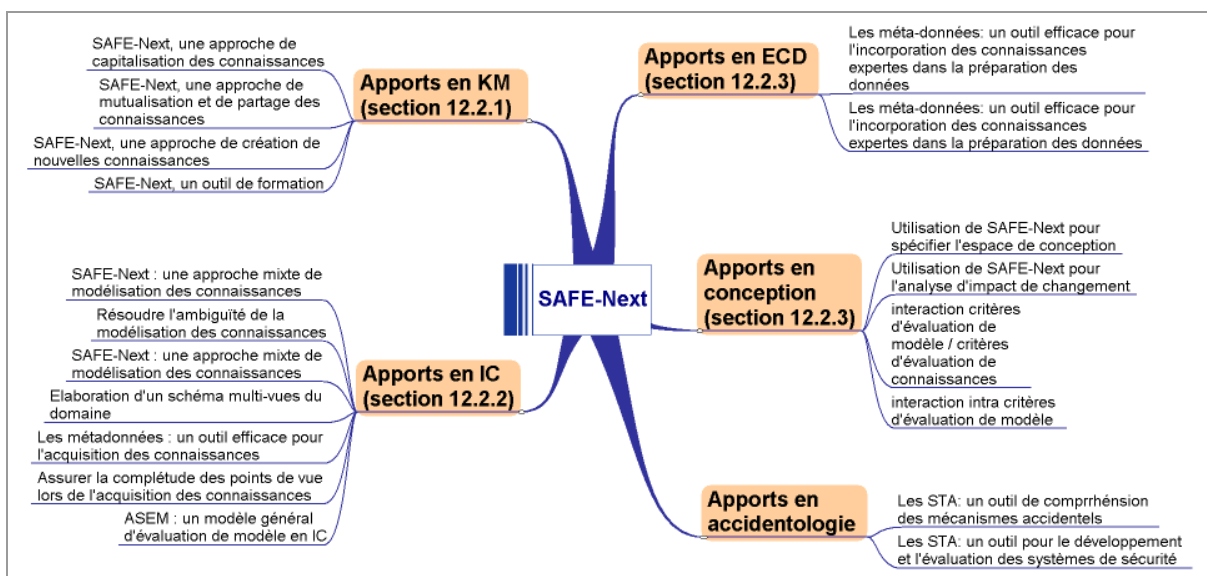 SAFE-Next, une approche de
capitalisation des connaissances
SAFE-Next, une approche de
mutualisation et de partage des
connaissances
SAFE-Next, une approche de création de
nouvelles connaissances
SAFE-Next, un outil de formation
Apports en KM
(section 12.2.1)
SAFE-Next : une approche mixte de
modélisation des connaissances
Résoudre l'ambiguïté de la
modélisation des connaissances
SAFE-Next : une approche mixte de
modélisation des connaissances
Elaboration d'un schéma multi-vues du
domaine
Les métadonnées : un outil efficace pour
l'acquisition des connaissances
Assurer la complétude des points de vue
lors de l'acquisition des connaissances
ASEM : un modèle général
d'évaluation de modèle en IC
Apports en IC
(section 12.2.2)
SAFE-Next
Apports en ECD
(section 12.2.3)
Les méta-données: un outil efficace pour
l'incorporation des connaissances
expertes dans la préparation des
données
Les méta-données: un outil efficace pour
l'incorporation des connaissances
expertes dans la préparation des données
Apports en
conception
(section 12.2.3)
Utilisation de SAFE-Next pour
spécifier l'espace de conception
Utilisation de SAFE-Next pour
l'analyse d'impact de changement
interaction critères
d'évaluation de
modèle / critères
d'évaluation de
connaissances
interaction intra critères
d'évaluation de modèle
Apports en
accidentologie
Les STA: un outil de comprrhénsion
des mécanismes accidentels
Les STA: un outil pour le développement
et l'évaluation des systèmes de sécurité